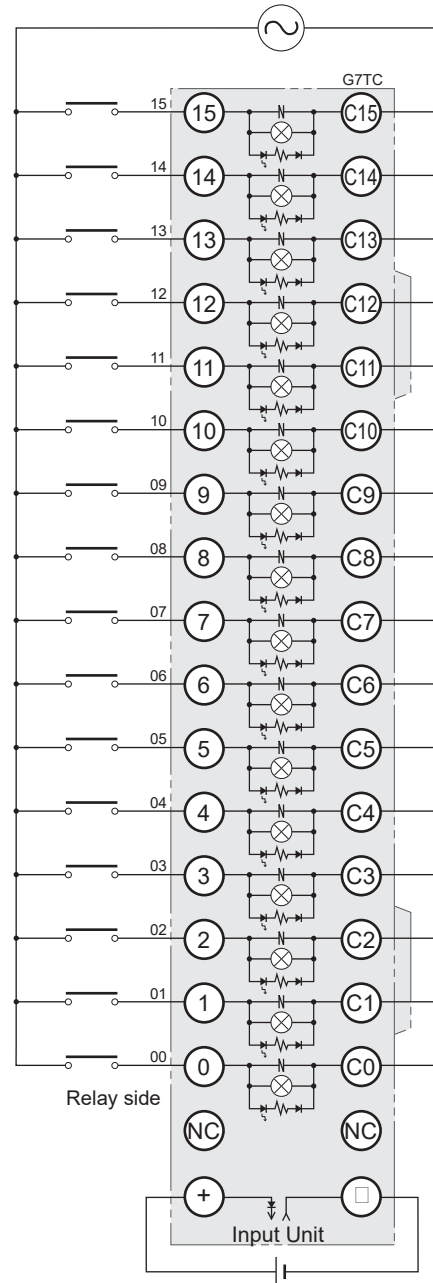 G7TC
15 15 N C15
14 14 N C14
13 13 N C13
12 12 N C12
11 11 N C11
10 10 N C10
09 9 N C9
08 8 N C8
07 7 N C7
06 6 N C6
05 5 N C5
04 4 N C4
03 3 N C3
02 2 N C2
01 1 N C1
00 0 N C0
Relay side
NC NC
+ □
Input Unit